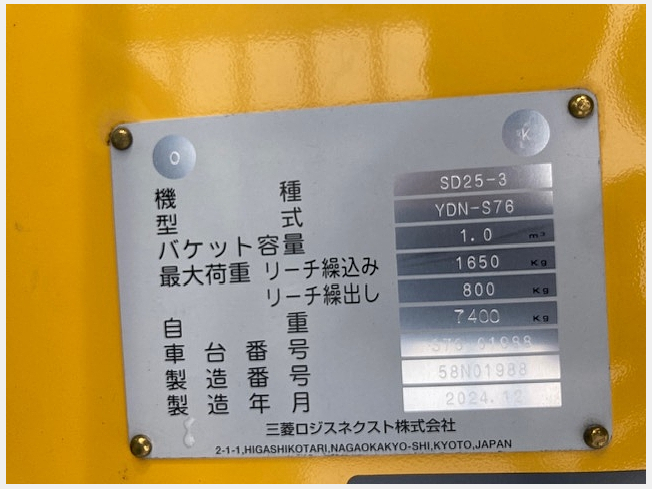 O K
機種 SD25-3
型式 YDN-S76
バケット容量 1.0 m³
最大荷重 リーチ繰込み 1650 Kg
リーチ繰出し 800 Kg
自重 7400 Kg
車台番号
製造番号 58N01988
製造年月 2024.12
三菱ロジスネクスト株式会社
2-1-1,HIGASHIKOTARI,NAGAOKAKYO-SHI,KYOTO,JAPAN